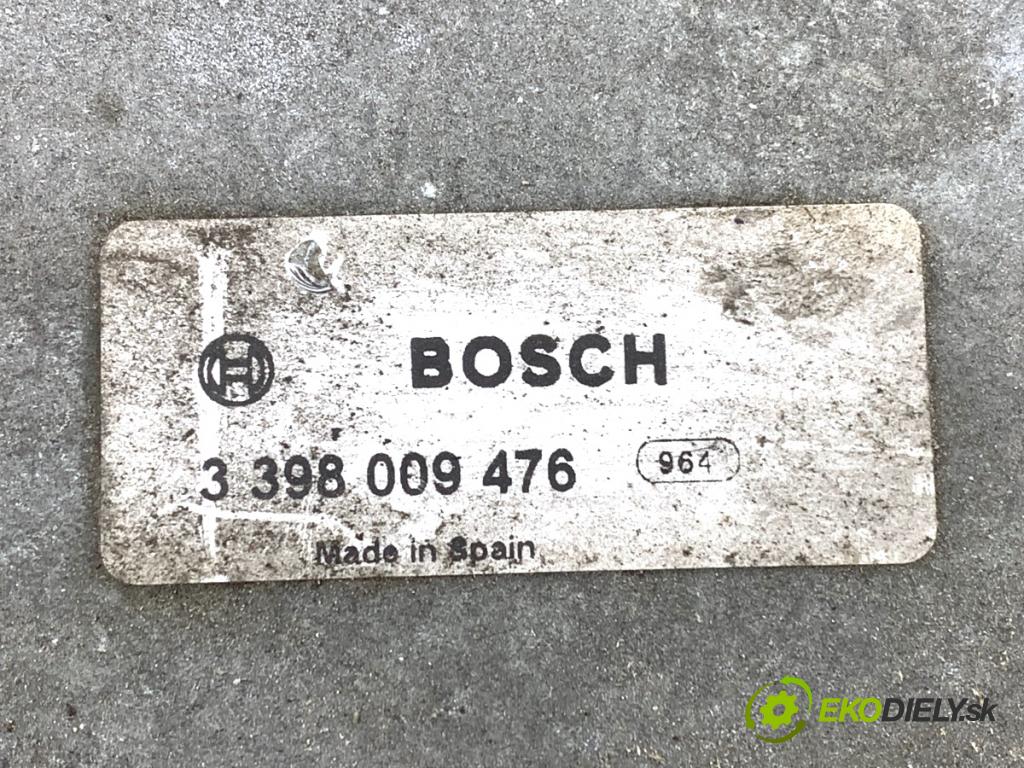 BOSCH
3 398 009 476 964
Made in Spain
EKODIELY.sk